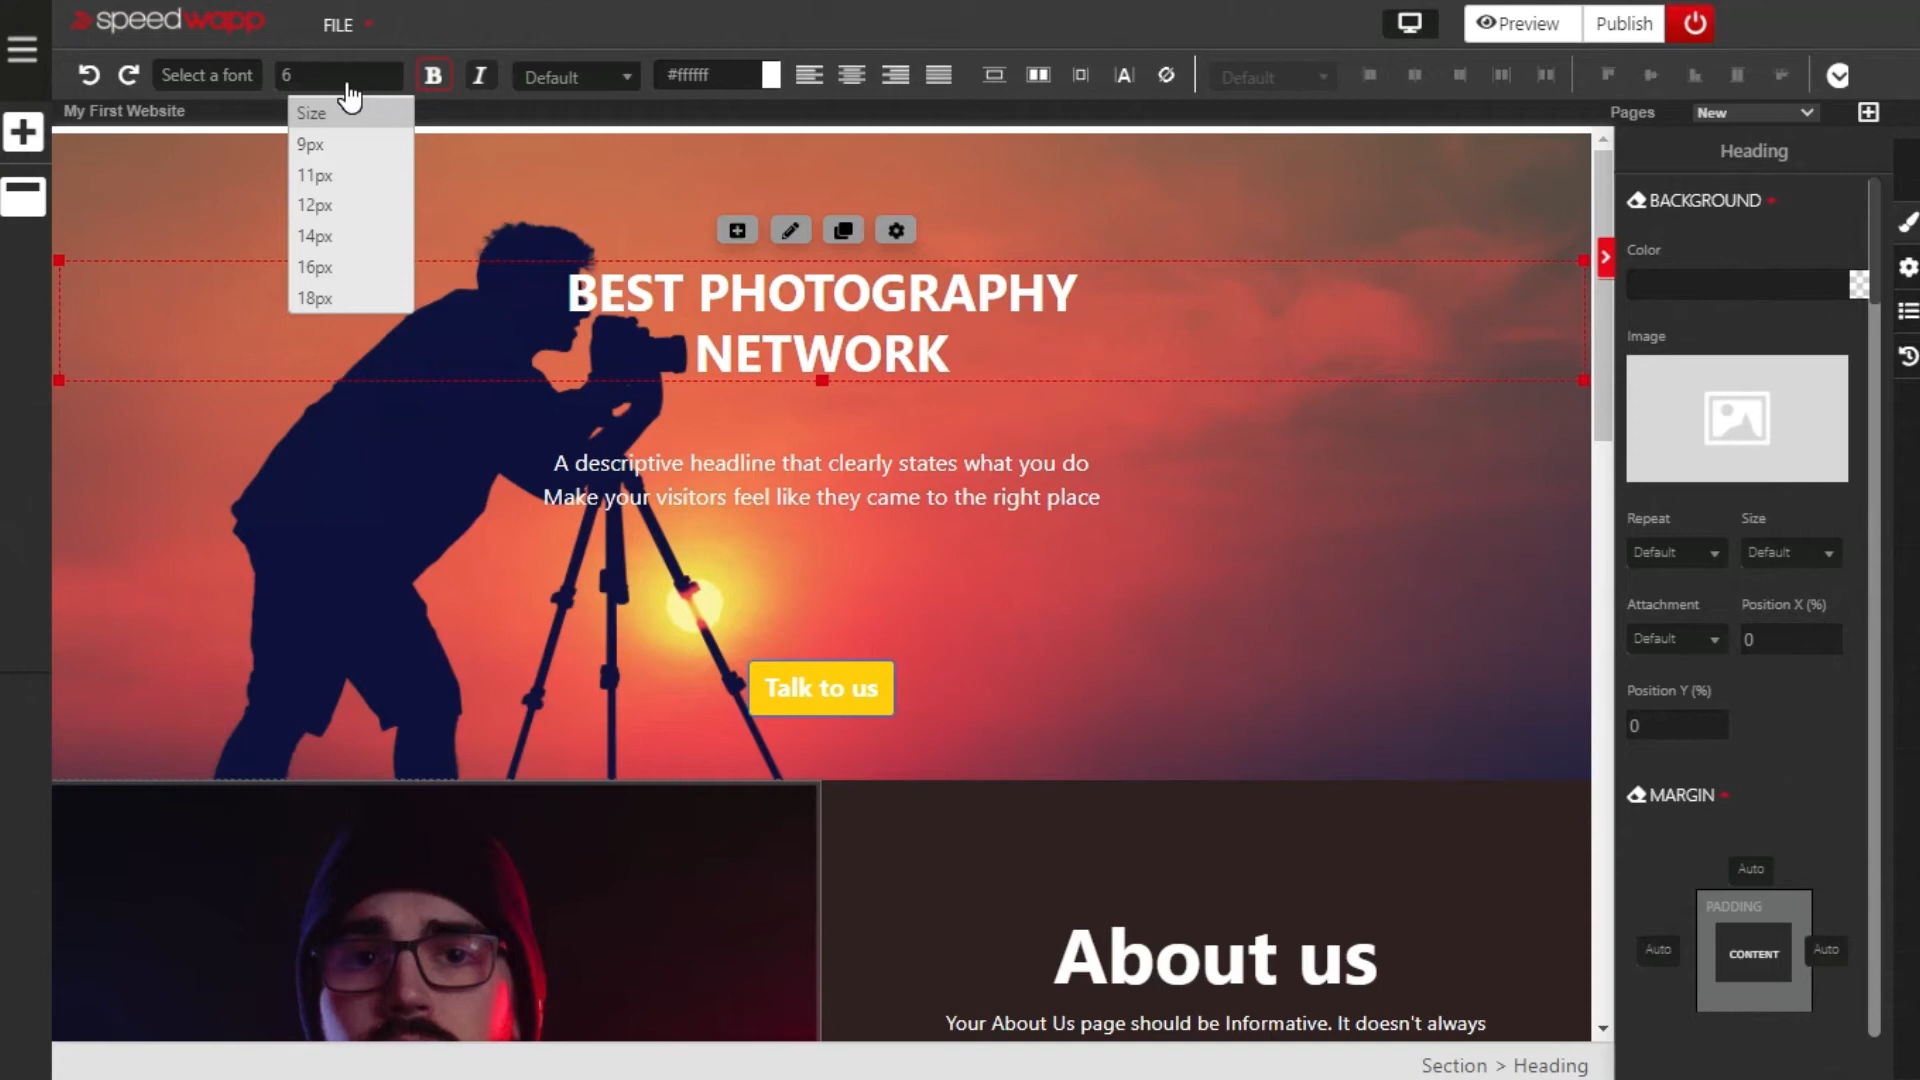 speedwapp
FILE
Preview
Publish
Select a font
6
B
I
Default
#ffffff
A
Default
My First Website
Pages
New
Size
9px
11px
12px
14px
16px
18px
BEST PHOTOGRAPHY
NETWORK
A descriptive headline that clearly states what you do
Make your visitors feel like they came to the right place
Talk to us
About us
Your About Us page should be Informative. It doesn't always
Section > Heading
Heading
BACKGROUND
Color
Image
Repeat
Size
Default
Default
Attachment
Position X (%)
Default
0
Position Y (%)
0
MARGIN
Auto
PADDING
Auto
CONTENT
Auto